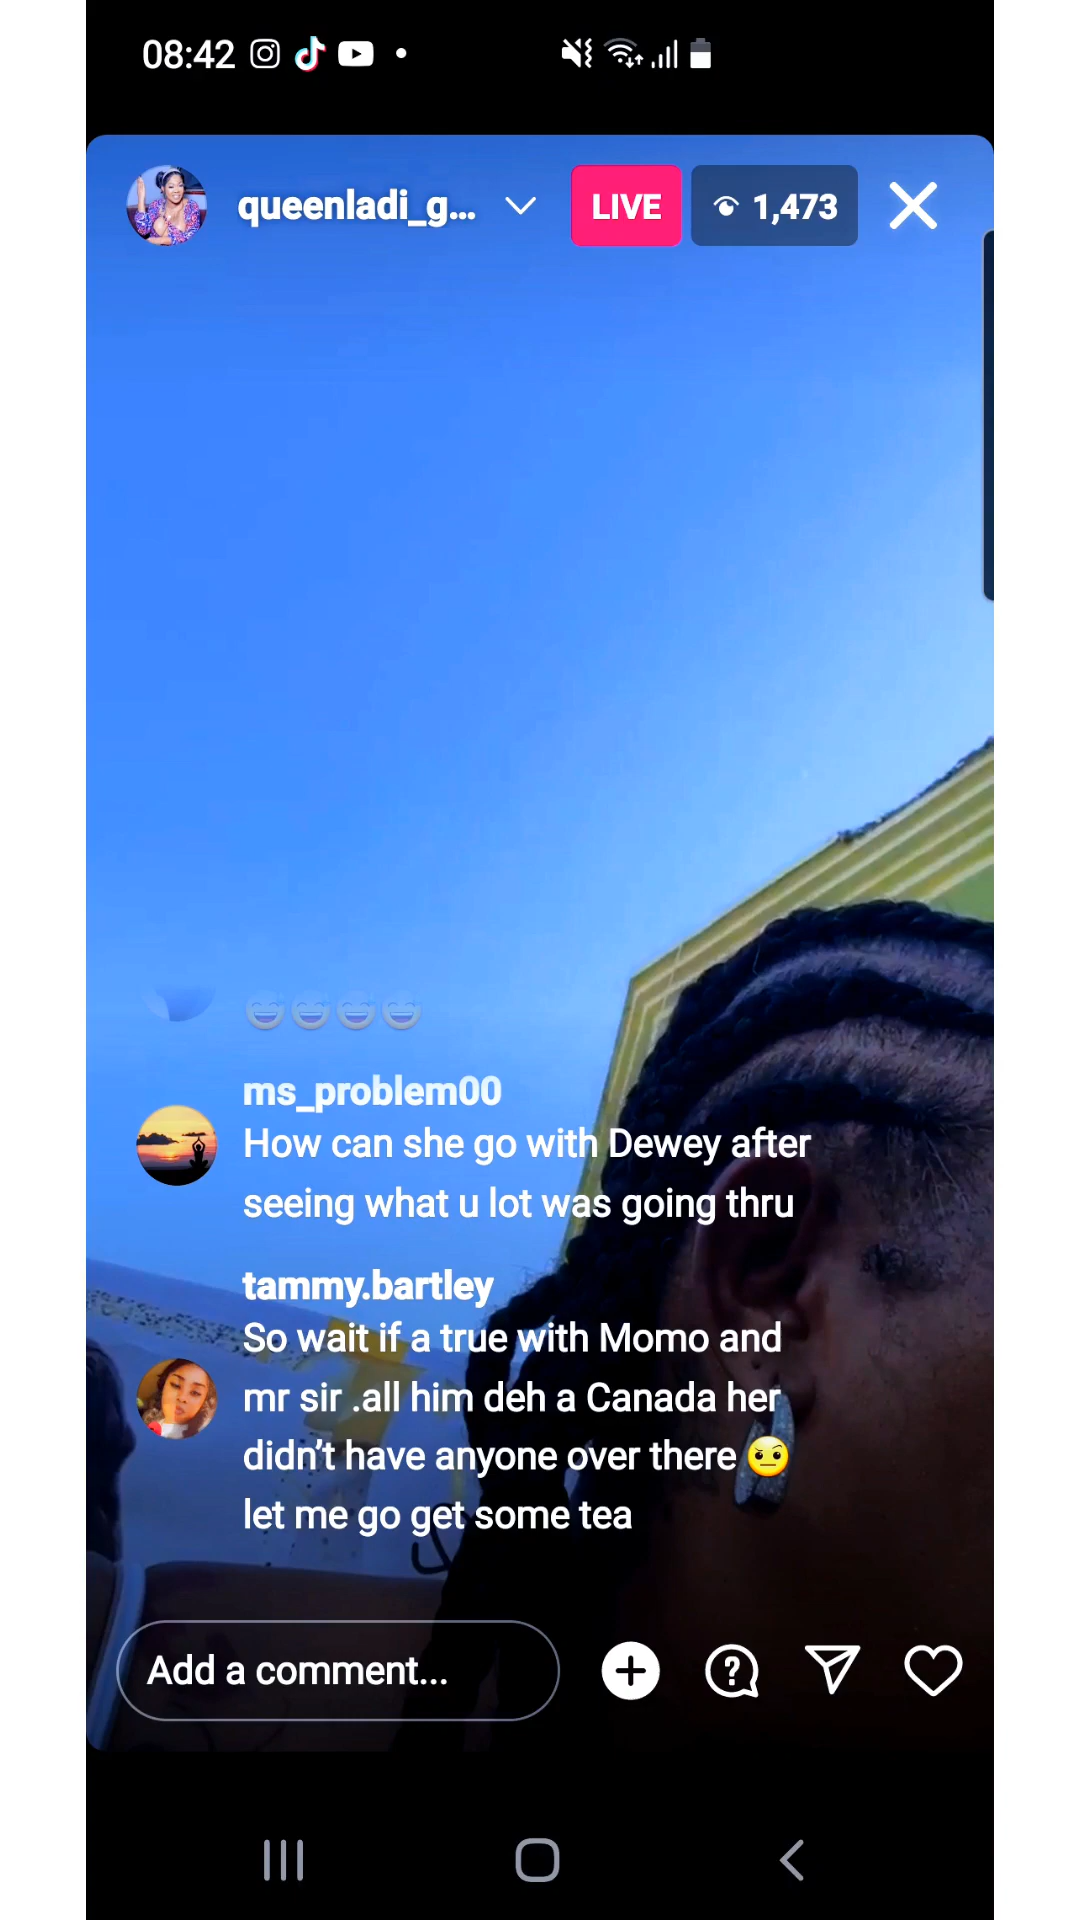 08:42
queenladi_g...
LIVE
1,473
😅😅😅😅
ms_problem00
How can she go with Dewey after
seeing what u lot was going thru
tammy.bartley
So wait if a true with Momo and
mr sir .all him deh a Canada her
didn’t have anyone over there 🤨
let me go get some tea
Add a comment...